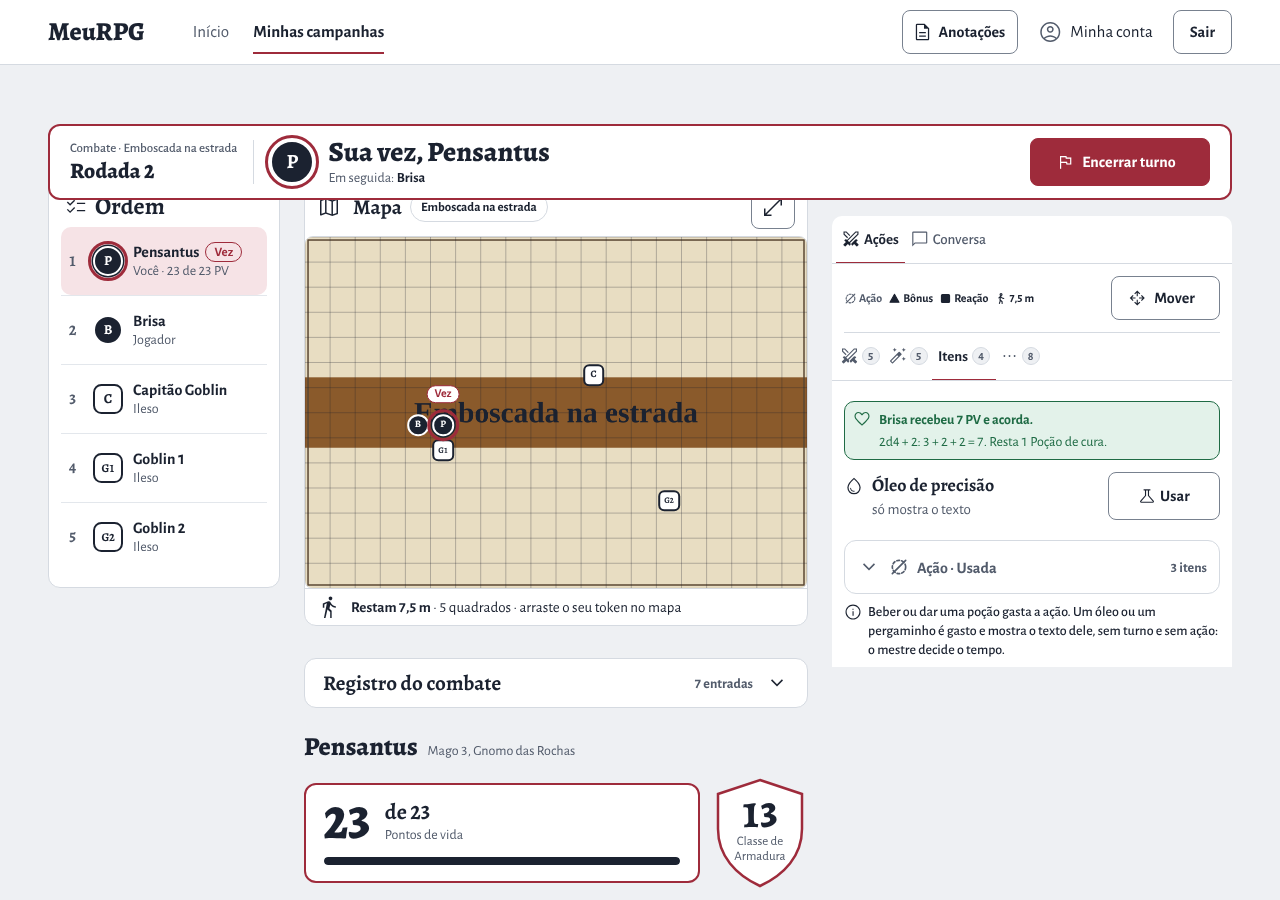 MeuRPG
Início
Minhas campanhas
Anotações
Minha conta
Sair
Combate · Emboscada na estrada
Rodada 2
P
Sua vez, Pensantus
Em seguida: Brisa
Encerrar turno
Ordem
1
P
Pensantus
Vez
Você · 23 de 23 PV
2
B
Brisa
Jogador
3
C
Capitão Goblin
Ileso
4
G1
Goblin 1
Ileso
5
G2
Goblin 2
Ileso
Mapa
Emboscada na estrada
C
Vez
Emboscada na estrada
B
P
G1
G2
Restam 7,5 m · 5 quadrados · arraste o seu token no mapa
Registro do combate
7 entradas
Pensantus
Mago 3, Gnomo das Rochas
23
de 23
Pontos de vida
13
Classe de
Armadura
Ações
Conversa
Ação
Bônus
Reação
7,5 m
Mover
5
5
Itens
4
8
Brisa recebeu 7 PV e acorda.
2d4 + 2: 3 + 2 + 2 = 7. Resta 1 Poção de cura.
Óleo de precisão
só mostra o texto
Usar
Ação · Usada
3 itens
Beber ou dar uma poção gasta a ação. Um óleo ou um
pergaminho é gasto e mostra o texto dele, sem turno e sem ação:
o mestre decide o tempo.